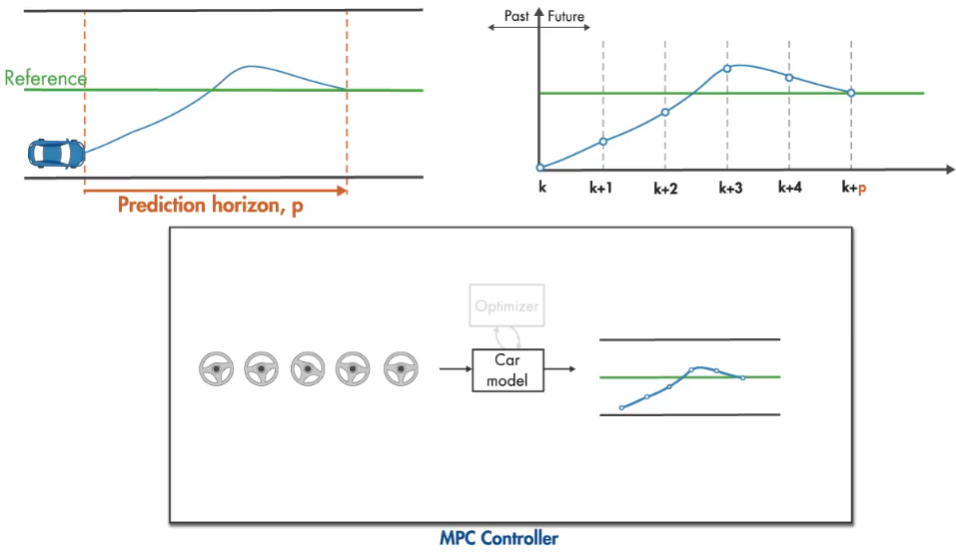 Past Future
Reference
k k+1 k+2 k+3 k+4 k+p
Prediction horizon, p
Optimizer
Car
model
MPC Controller